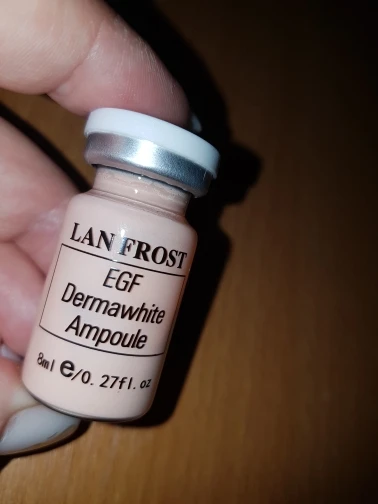 LAN FROST
EGF
Dermawhite
Ampoule
8ml e/0. 27fl. oz